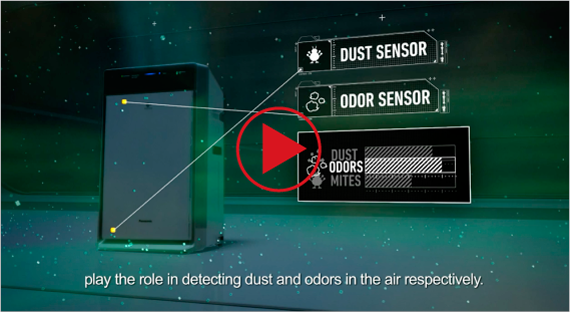 DUST SENSOR
ODOR SENSOR
DUST
ODORS
MITES
play the role in detecting dust and odors in the air respectively.